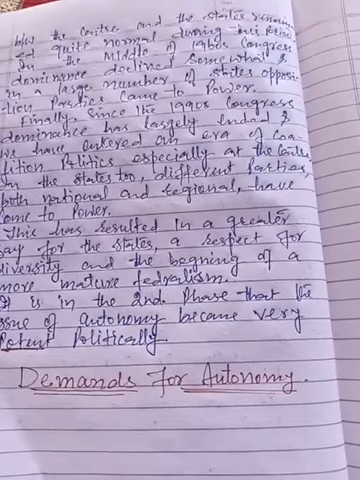 b/w the centre and the states remain
ed quite normal during this period
In the middle of 1960s Congress
dominance declined somewhat &
in a large number of states opposi-
tion Parties came to Power.
Finally, since the 1990s Congress
dominence has largely ended &
we have entered an era of coa-
lition Politics especially at the centre.
In the states too, different Parties,
both national and regional, have
come to Power.
This has resulted in a greater
say for the states, a respect for
diversity and the begning of a
more mature federalism.
It is in the 2nd Phase that the
issue of autonomy became very
Potent Politically
Demands for Autonomy.